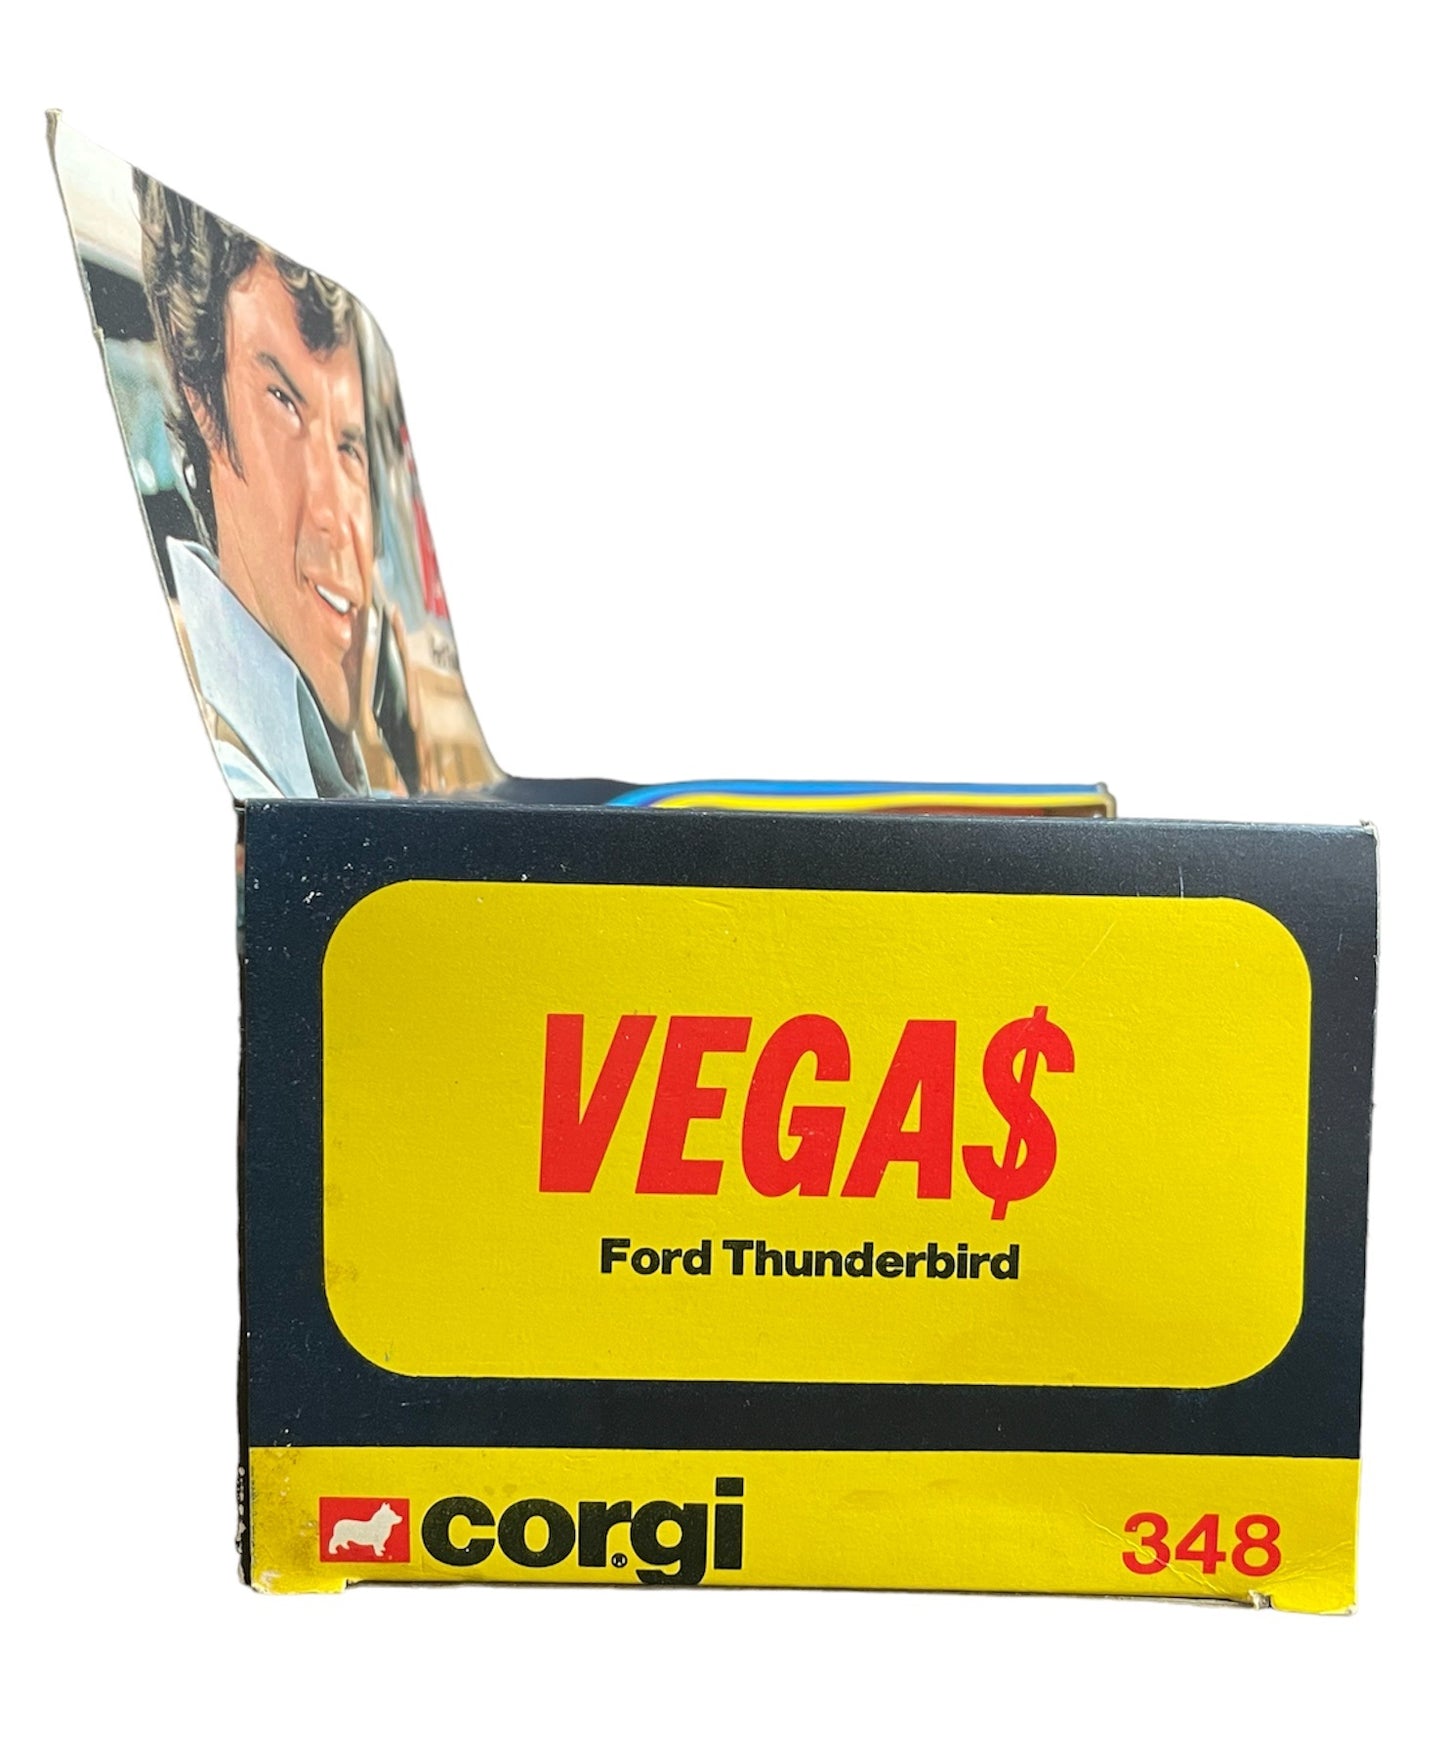 VEGA$
Ford Thunderbird
corgi®
348